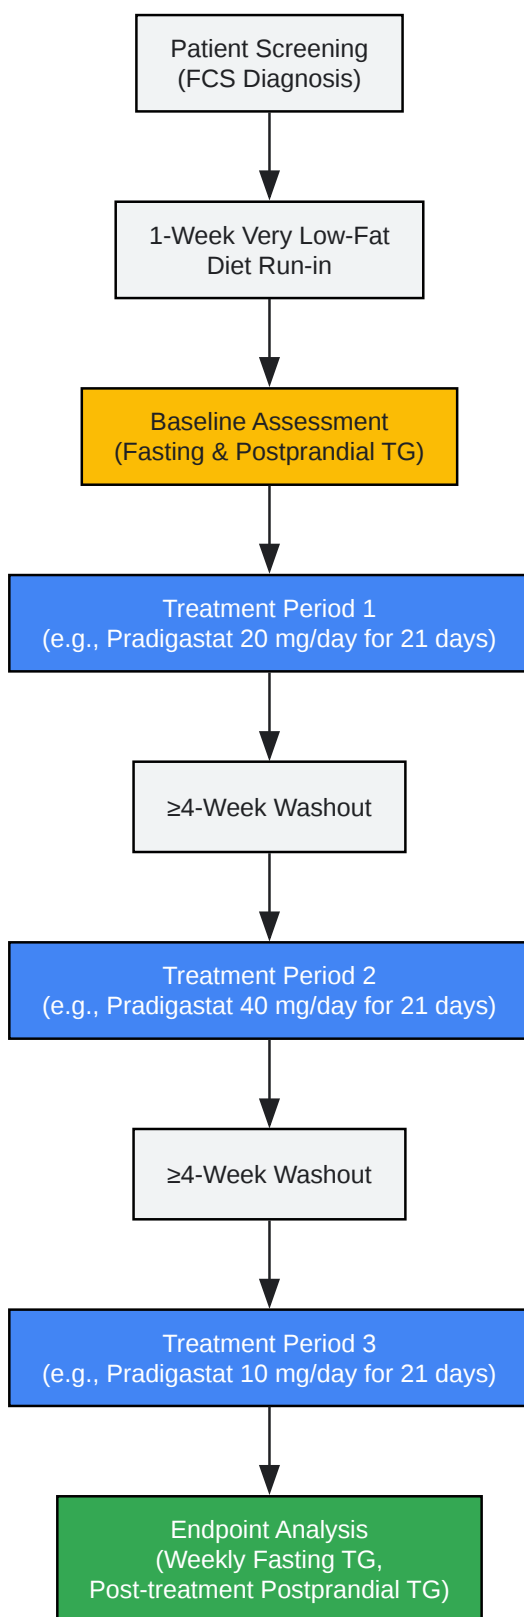 Patient Screening
(FCS Diagnosis)
1-Week Very Low-Fat
Diet Run-in
Baseline Assessment
(Fasting & Postprandial TG)
Treatment Period 1
(e.g., Pradigastat 20 mg/day for 21 days)
≥4-Week Washout
Treatment Period 2
(e.g., Pradigastat 40 mg/day for 21 days)
≥4-Week Washout
Treatment Period 3
(e.g., Pradigastat 10 mg/day for 21 days)
Endpoint Analysis
(Weekly Fasting TG,
Post-treatment Postprandial TG)